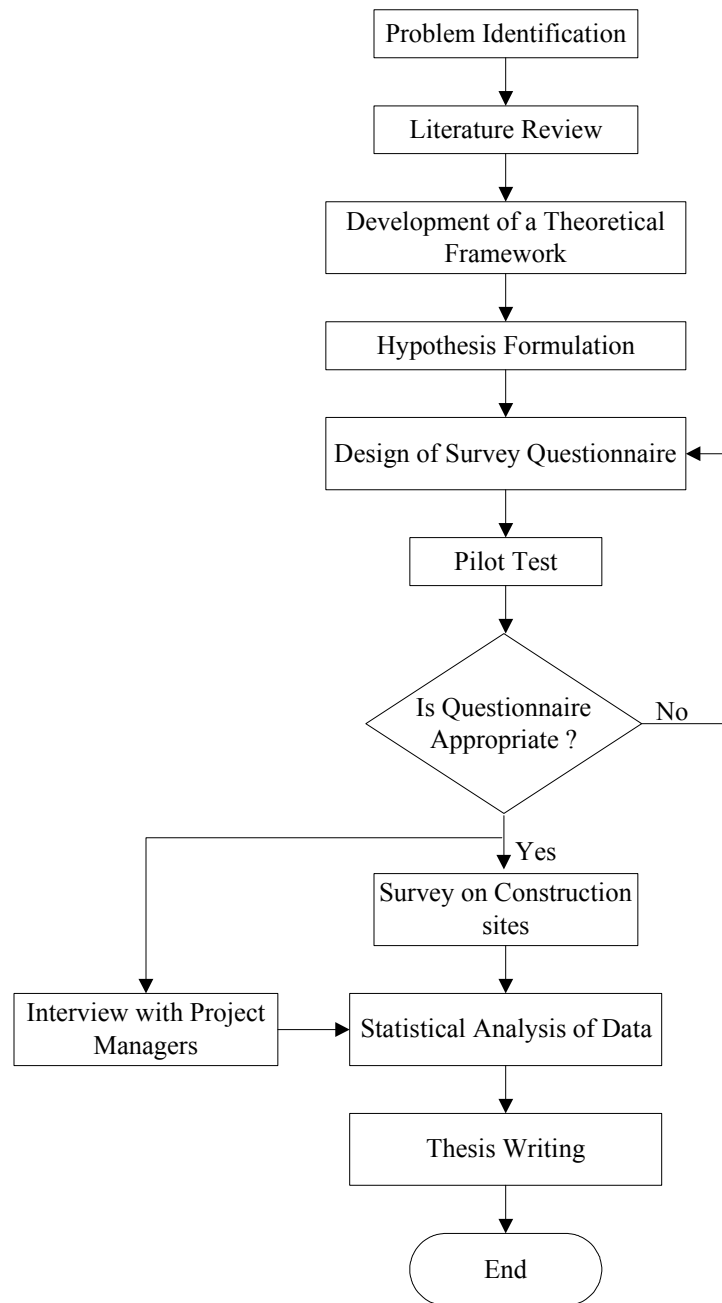 Problem Identification
Literature Review
Development of a Theoretical
Framework
Hypothesis Formulation
Design of Survey Questionnaire
Pilot Test
Is Questionnaire
Appropriate ?
No
Yes
Survey on Construction
sites
Interview with Project
Managers
Statistical Analysis of Data
Thesis Writing
End